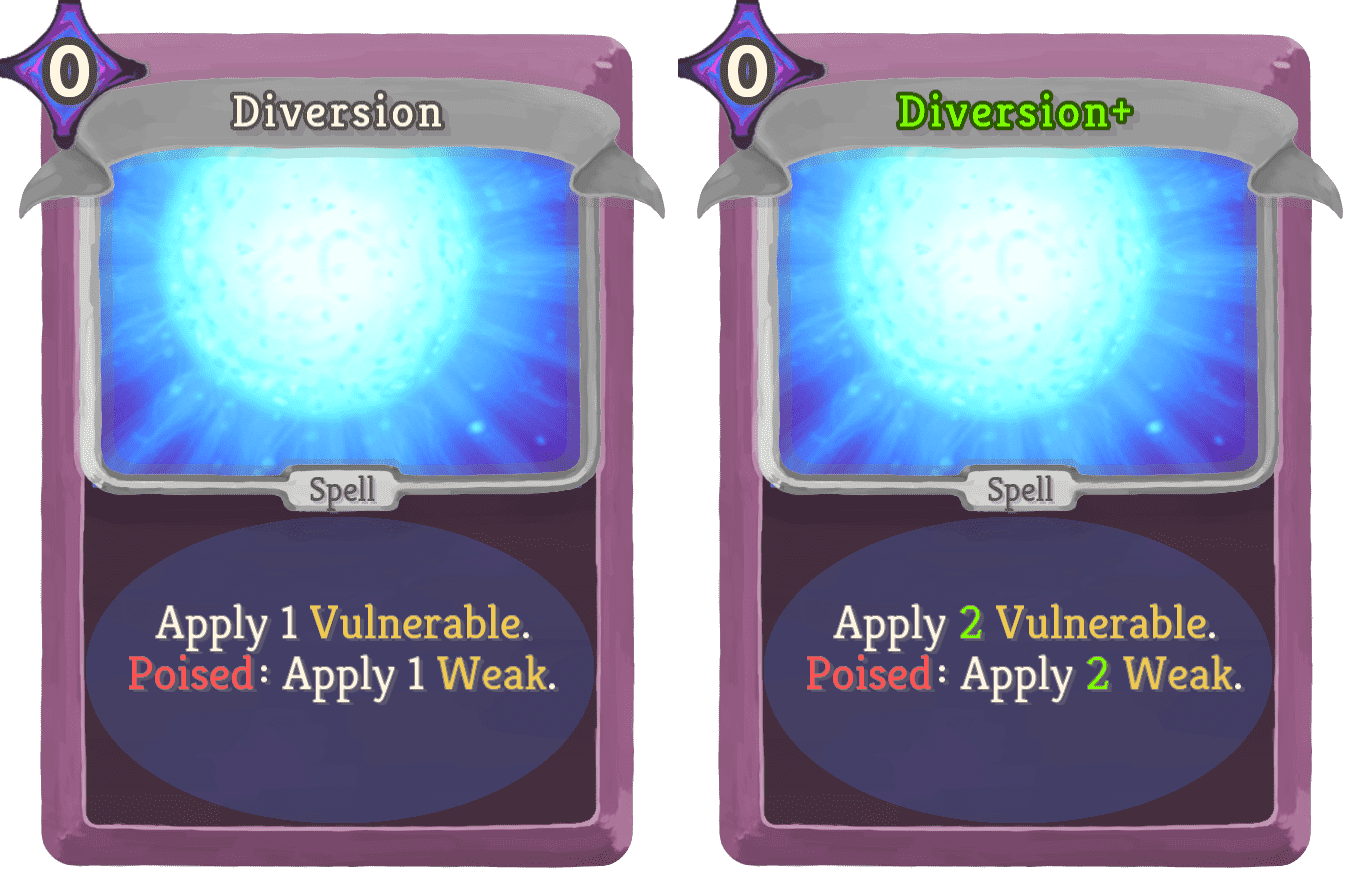 0
Diversion
Spell
Apply 1 Vulnerable.
Poised: Apply 1 Weak.
0
Diversion+
Spell
Apply 2 Vulnerable.
Poised: Apply 2 Weak.